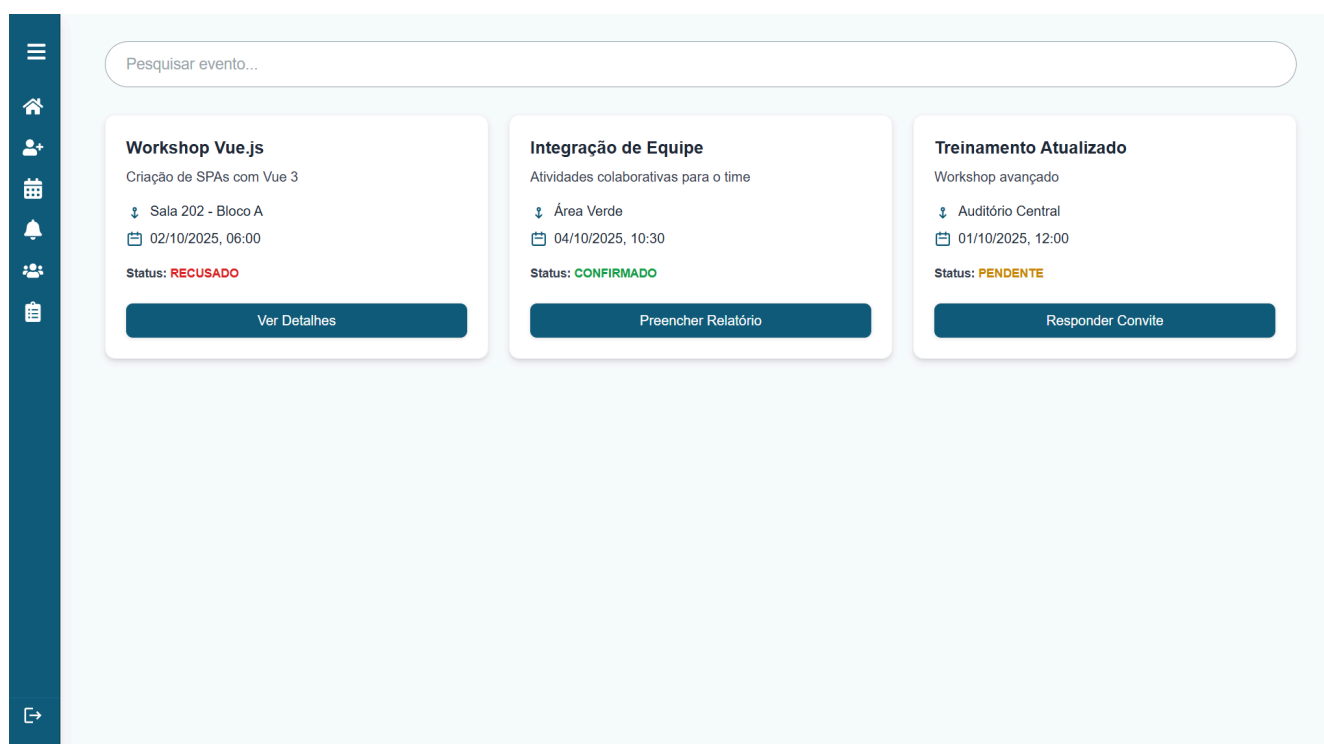 Pesquisar evento...
Workshop Vue.js
Criação de SPAs com Vue 3
Sala 202 - Bloco A
02/10/2025, 06:00
Status: RECUSADO
Ver Detalhes
Integração de Equipe
Atividades colaborativas para o time
Área Verde
04/10/2025, 10:30
Status: CONFIRMADO
Preencher Relatório
Treinamento Atualizado
Workshop avançado
Auditório Central
01/10/2025, 12:00
Status: PENDENTE
Responder Convite